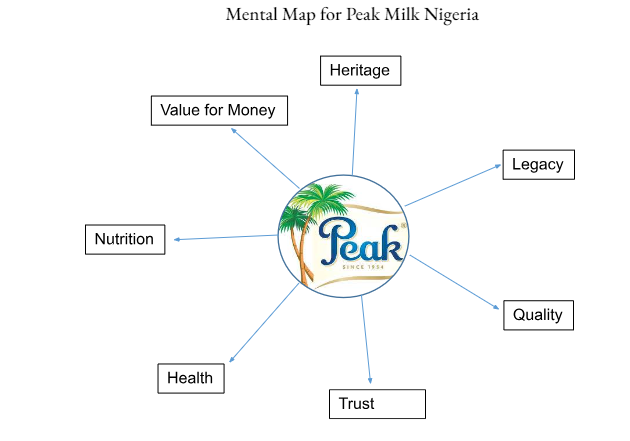 Mental Map for Peak Milk Nigeria
Heritage
Value for Money
Legacy
Peak®
SINCE 1954
Nutrition
Quality
Health
Trust